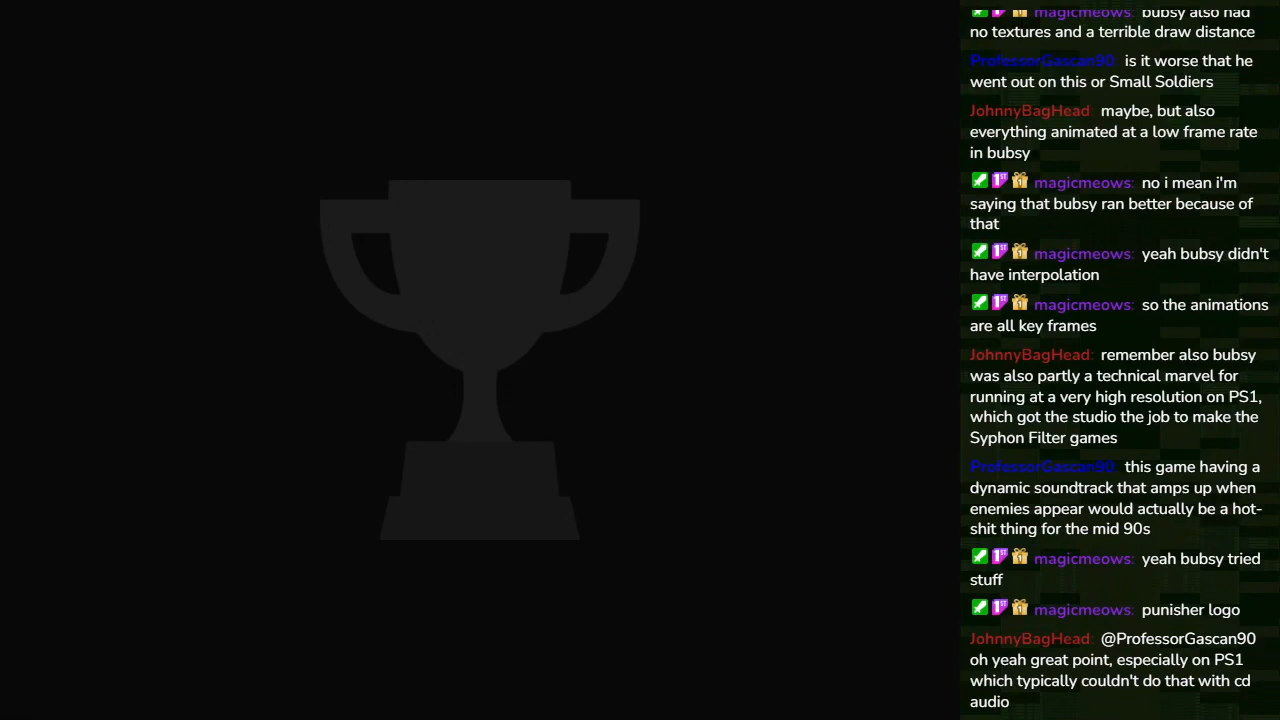 magicmeows: bubsy also had
no textures and a terrible draw distance
ProfessorGascan90: is it worse that he
went out on this or Small Soldiers
JohnnyBagHead: maybe, but also
everything animated at a low frame rate
in bubsy
1ST magicmeows: no i mean i'm
saying that bubsy ran better because of
that
1ST magicmeows: yeah bubsy didn't
have interpolation
1ST magicmeows: so the animations
are all key frames
JohnnyBagHead: remember also bubsy
was also partly a technical marvel for
running at a very high resolution on PS1,
which got the studio the job to make the
Syphon Filter games
ProfessorGascan90: this game having a
dynamic soundtrack that amps up when
enemies appear would actually be a hot-
shit thing for the mid 90s
1ST magicmeows: yeah bubsy tried
stuff
1ST magicmeows: punisher logo
JohnnyBagHead: @ProfessorGascan90
oh yeah great point, especially on PS1
which typically couldn't do that with cd
audio